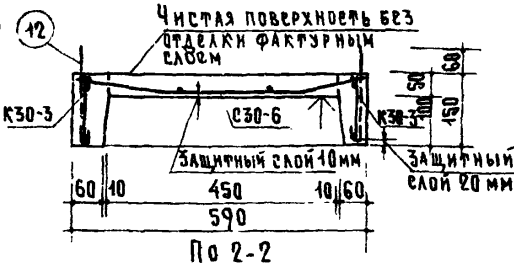 12
Чистая поверхность без
отделки фактурным
слоем
К30-3
С30-6
К30-3
50
60
100
150
Защитный слой 10мм
Защитный
слой 20 мм
60 10 450 10 60
590
По 2-2